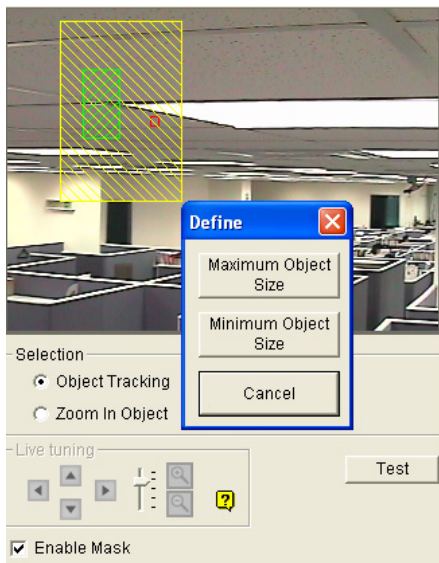 Define
Maximum Object
Size
Minimum Object
Size
Cancel
Selection
Object Tracking
Zoom In Object
Live tuning
Test
?
Enable Mask